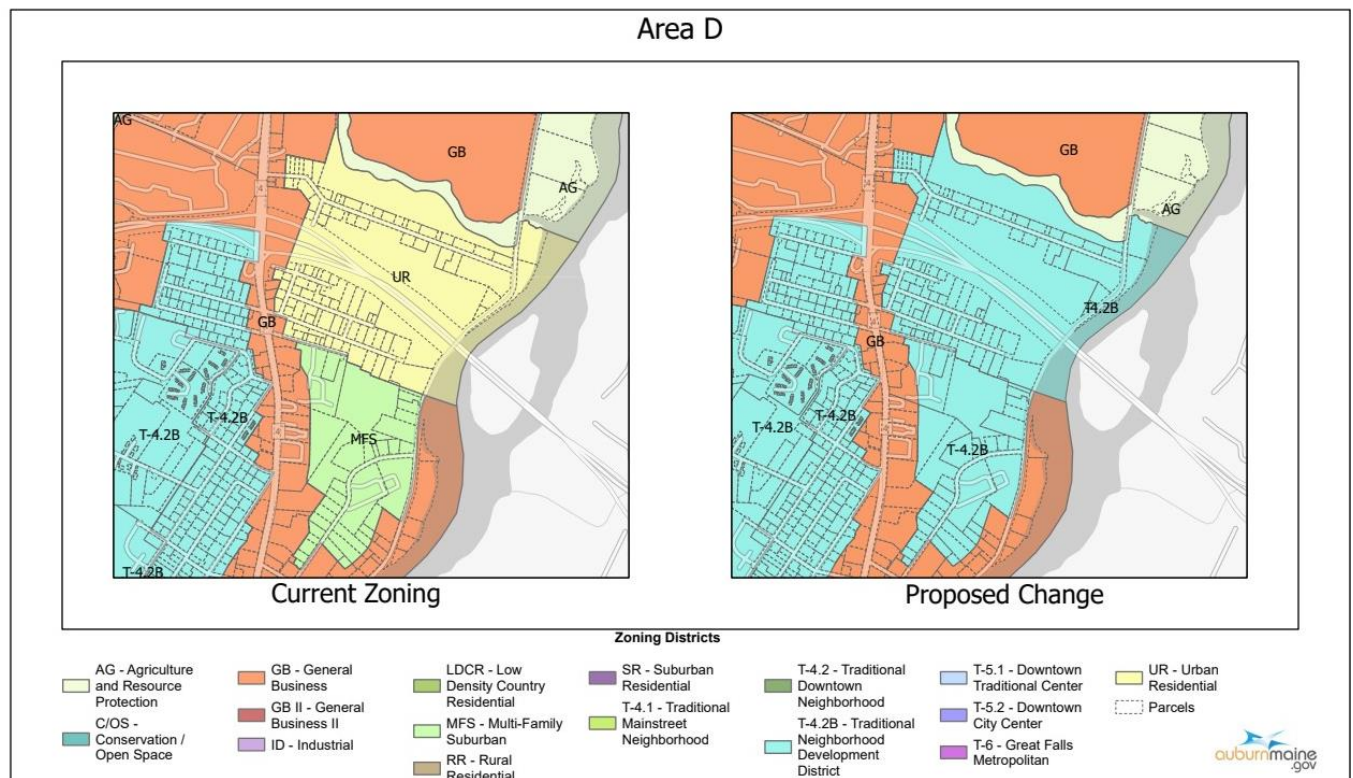 Area D
AG
GB
AG
UR
GB
MFS
T-4.2B
T-4.2B
T-4.2B
4
4
Current Zoning
GB
AG
T4.2B
GB
T-4.2B
T-4.2B
T-4.2B
4
4
Proposed Change
Zoning Districts
AG - Agriculture
and Resource
Protection
C/OS -
Conservation /
Open Space
GB - General
Business
GB II - General
Business II
ID - Industrial
LDCR - Low
Density Country
Residential
MFS - Multi-Family
Suburban
RR - Rural
Residential
SR - Suburban
Residential
T-4.1 - Traditional
Mainstreet
Neighborhood
T-4.2 - Traditional
Downtown
Neighborhood
T-4.2B - Traditional
Neighborhood
Development
District
T-5.1 - Downtown
Traditional Center
T-5.2 - Downtown
City Center
T-6 - Great Falls
Metropolitan
UR - Urban
Residential
Parcels
auburnmaine
.gov